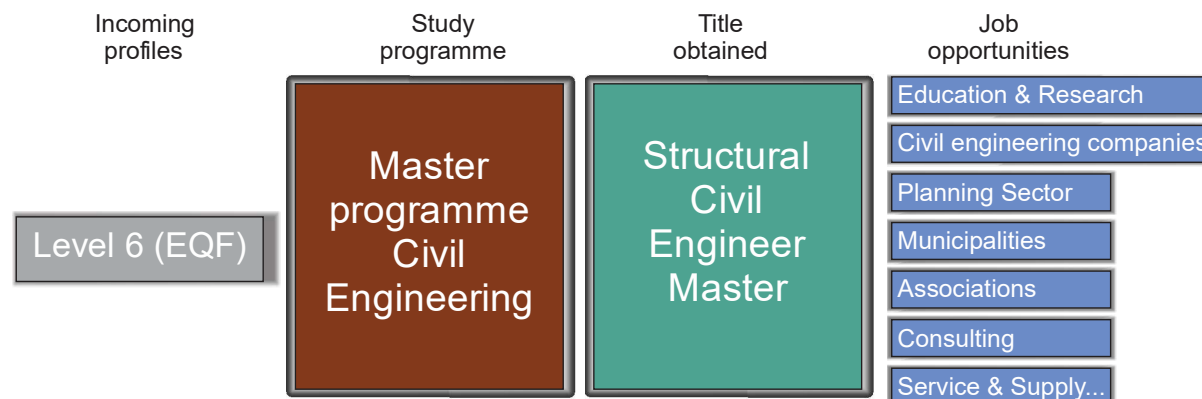 Incoming
profiles
Study
programme
Title
obtained
Job
opportunities
Level 6 (EQF)
Master
programme
Civil
Engineering
Structural
Civil
Engineer
Master
Education & Research
Civil engineering companies
Planning Sector
Municipalities
Associations
Consulting
Service & Supply...